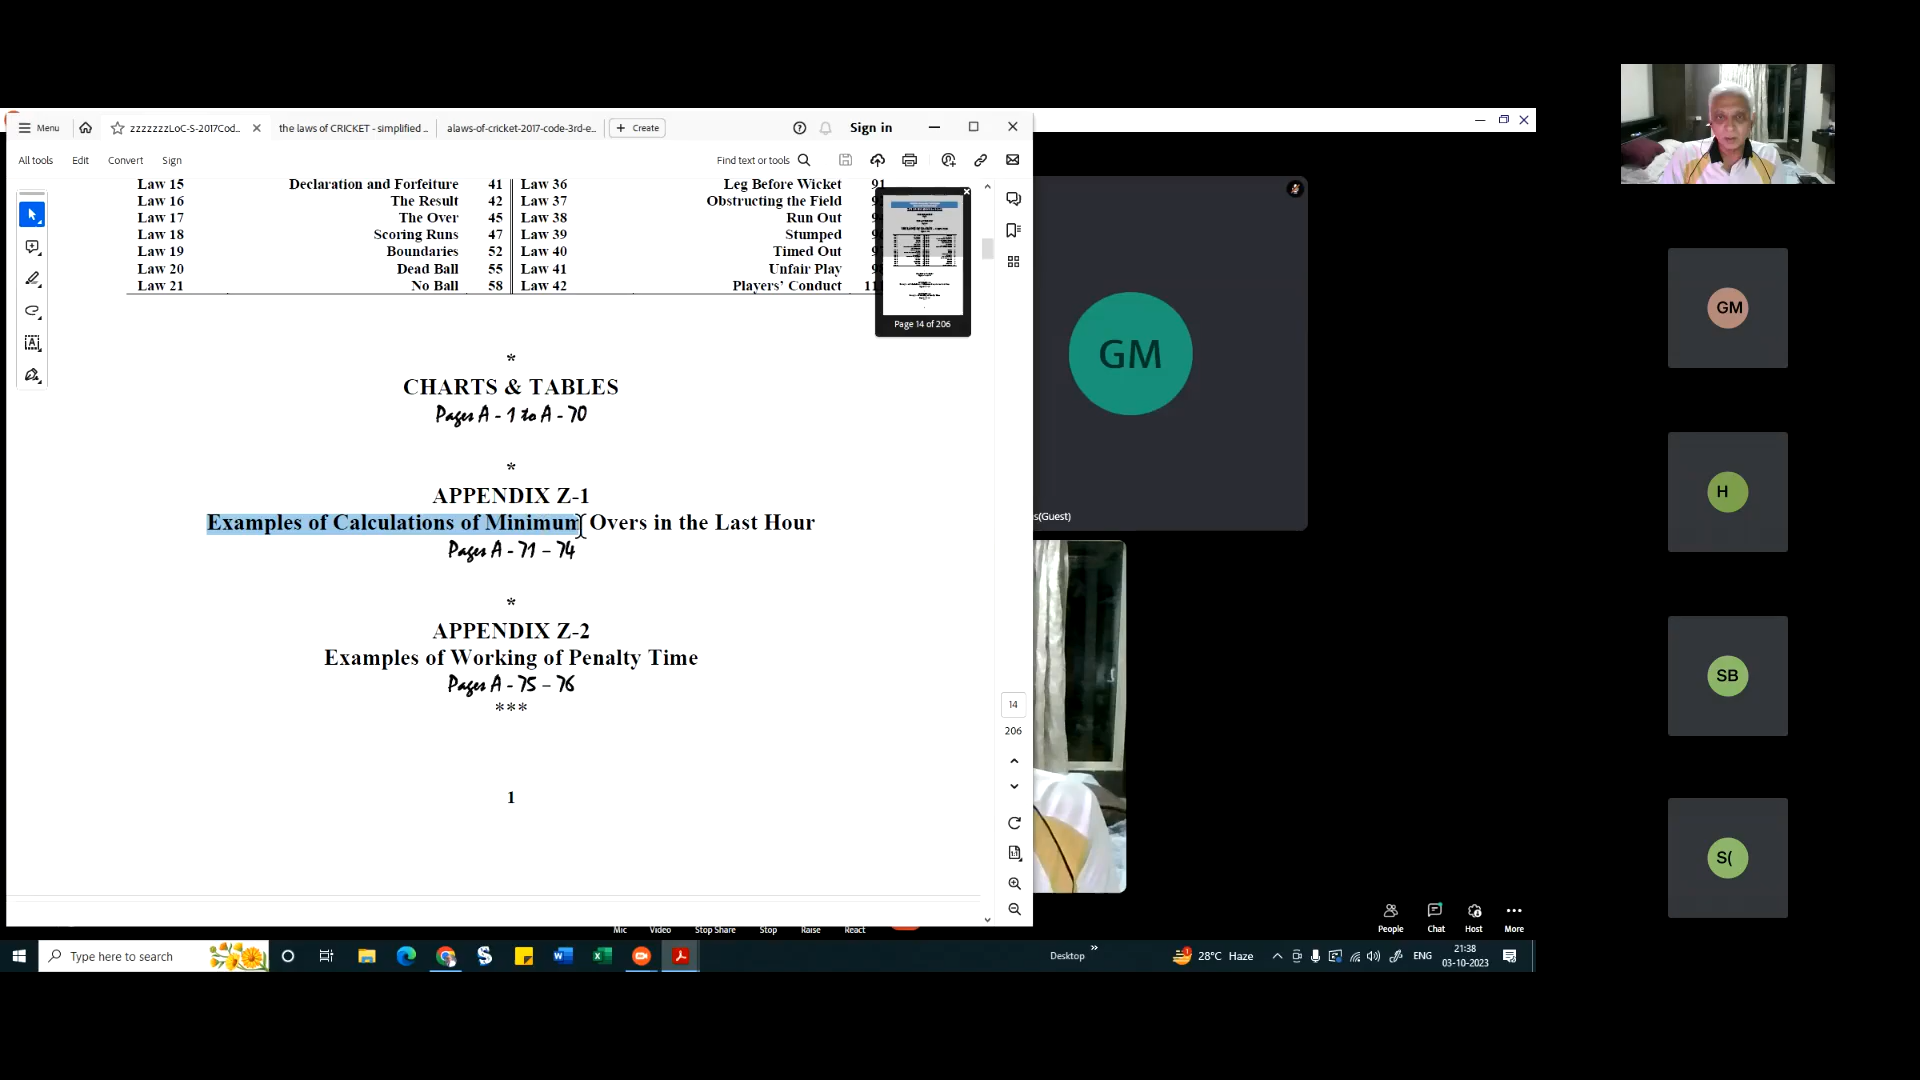 Menu
zzzzzzzLoC-S-2017Cod...
the laws of CRICKET - simplified ...
alaws-of-cricket-2017-code-3rd-e...
Create
Sign in
All tools
Edit
Convert
Sign
Find text or tools
Law 15 Declaration and Forfeiture 41 Law 36 Leg Before Wicket 91
Law 16 The Result 42 Law 37 Obstructing the Field
Law 17 The Over 45 Law 38 Run Out
Law 18 Scoring Runs 47 Law 39 Stumped
Law 19 Boundaries 52 Law 40 Timed Out
Law 20 Dead Ball 55 Law 41 Unfair Play
Law 21 No Ball 58 Law 42 Players' Conduct
Page 14 of 206
*
CHARTS & TABLES
Pages A - 1 to A - 70
*
APPENDIX Z-1
Examples of Calculations of Minimum Overs in the Last Hour
Pages A - 71 – 74
*
APPENDIX Z-2
Examples of Working of Penalty Time
Pages A - 75 – 76
***
1
14
206
GM
s(Guest)
GM
H
SB
S(
Mic
Video
Stop Share
Stop
Raise
React
People
Chat
Host
More
Type here to search
Desktop
28°C Haze
ENG
21:38
03-10-2023